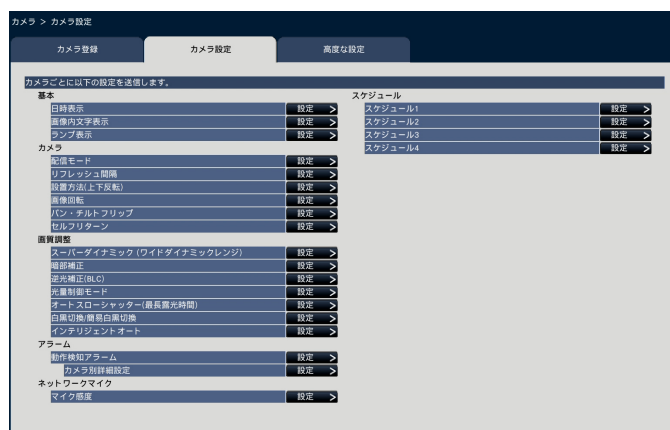 カメラ > カメラ設定
カメラ登録
カメラ設定
高度な設定
カメラごとに以下の設定を送信します。
基本
日時表示 設定 >
画像内文字表示 設定 >
ランプ表示 設定 >
カメラ
配信モード 設定 >
リフレッシュ間隔 設定 >
設置方法(上下反転) 設定 >
画像回転 設定 >
パン・チルトフリップ 設定 >
セルフリターン 設定 >
画質調整
スーパーダイナミック (ワイドダイナミックレンジ) 設定 >
暗部補正 設定 >
逆光補正(BLC) 設定 >
光量制御モード 設定 >
オートスローシャッター(最長露光時間) 設定 >
白黒切換/簡易白黒切換 設定 >
インテリジェントオート 設定 >
アラーム
動作検知アラーム 設定 >
カメラ別詳細設定 設定 >
ネットワークマイク
マイク感度 設定 >
スケジュール
スケジュール1 設定 >
スケジュール2 設定 >
スケジュール3 設定 >
スケジュール4 設定 >